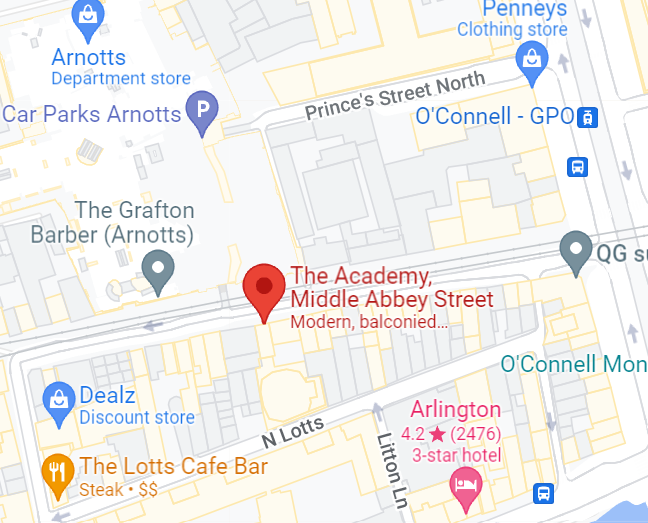 Penneys
Clothing store
Arnotts
Department store
Car Parks Arnotts
P
Prince's Street North
O'Connell - GPO
The Grafton
Barber (Arnotts)
QG su
The Academy,
Middle Abbey Street
Modern, balconied...
O'Connell Mon
Dealz
Discount store
Arlington
4.2★(2476)
3-star hotel
N Lotts
Litton Ln
The Lotts Cafe Bar
Steak • $$